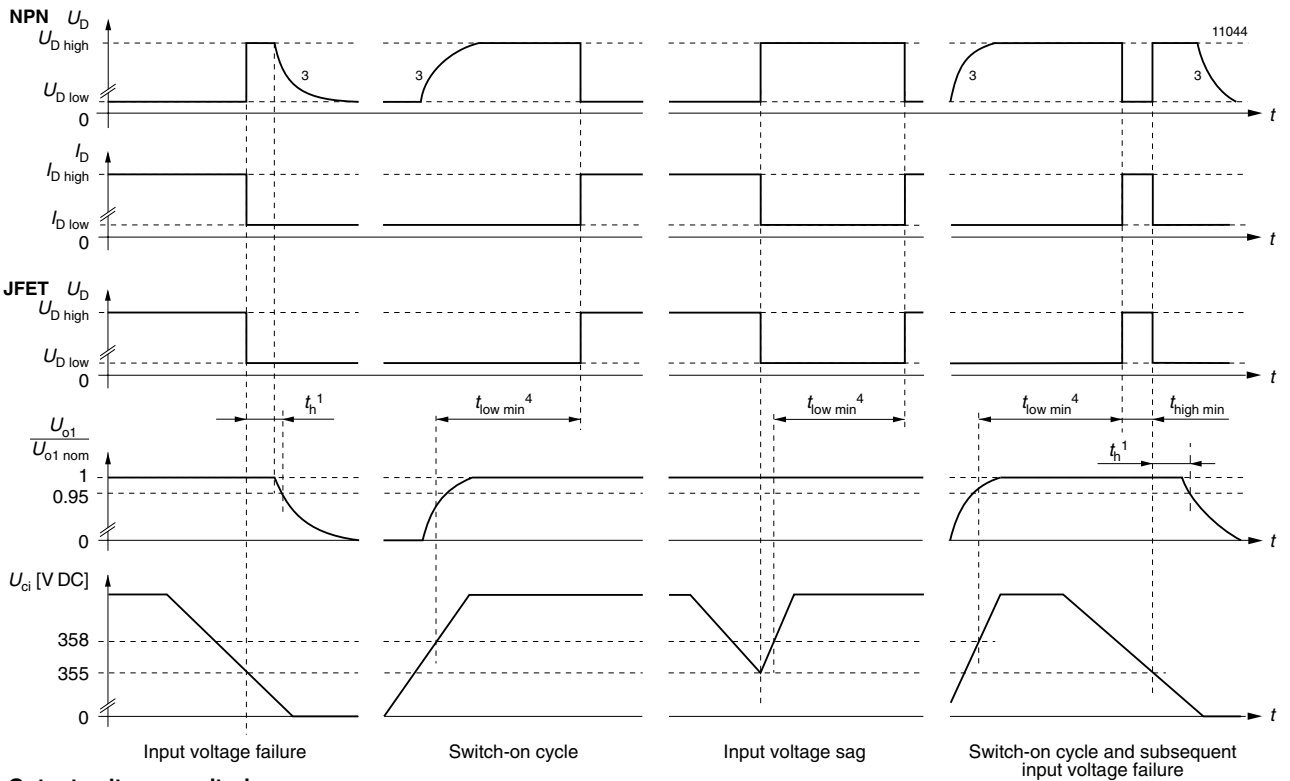 NPN U_D
11044
U_D high
3 3 3 3
U_D low
0
t
I_D
I_D high
I_D low
0
t
JFET U_D
U_D high
U_D low
0
t
t_h^1 t_low min^4 t_low min^4 t_low min^4 t_high min
U_o1
U_o1 nom
t_h^1
1
0.95
0
t
U_ci [V DC]
358
355
0
t
Input voltage failure Switch-on cycle Input voltage sag Switch-on cycle and subsequent
input voltage failure